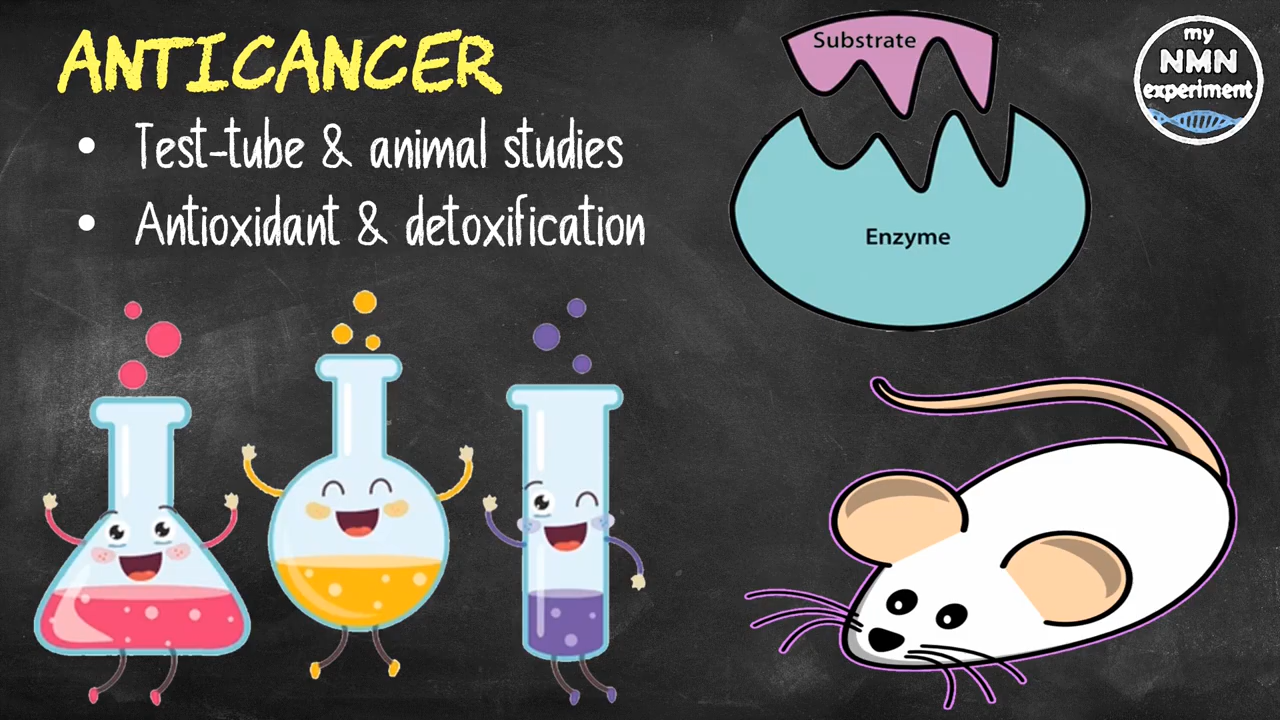 ANTICANCER
• Test-tube & animal studies
• Antioxidant & detoxification
Substrate
Enzyme
my
NMN
experiment